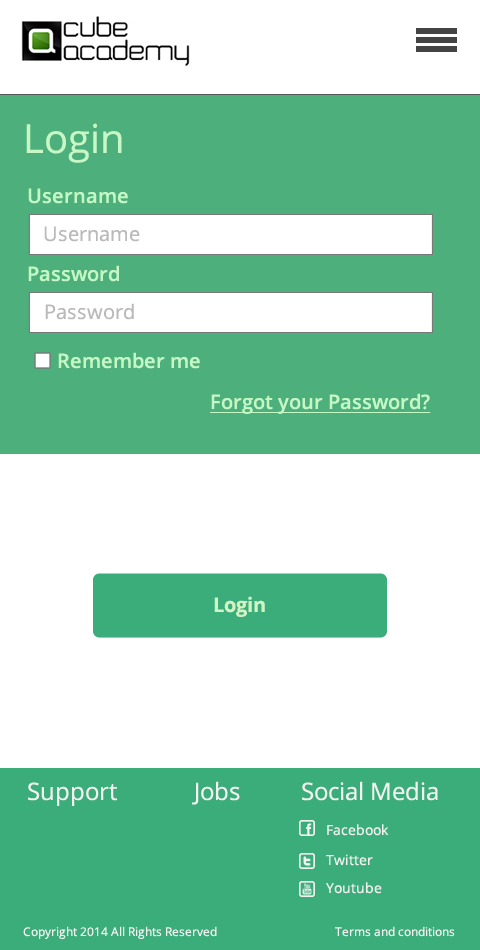 cube
academy
Login
Username
Username
Password
Password
Remember me
Forgot your Password?
Login
Support
Jobs
Social Media
Facebook
Twitter
Youtube
Copyright 2014 All Rights Reserved
Terms and conditions